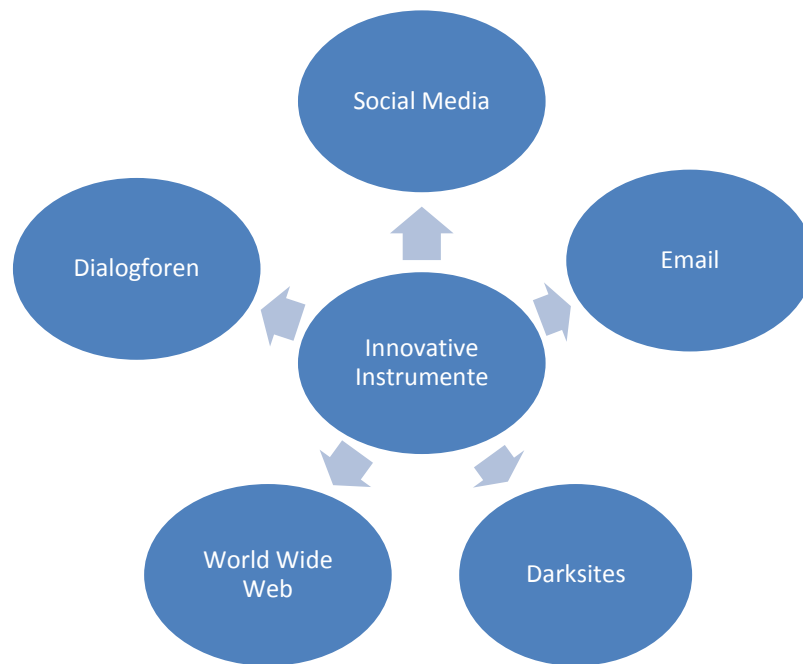 Social Media
Dialogforen
Email
Innovative
Instrumente
World Wide
Web
Darksites